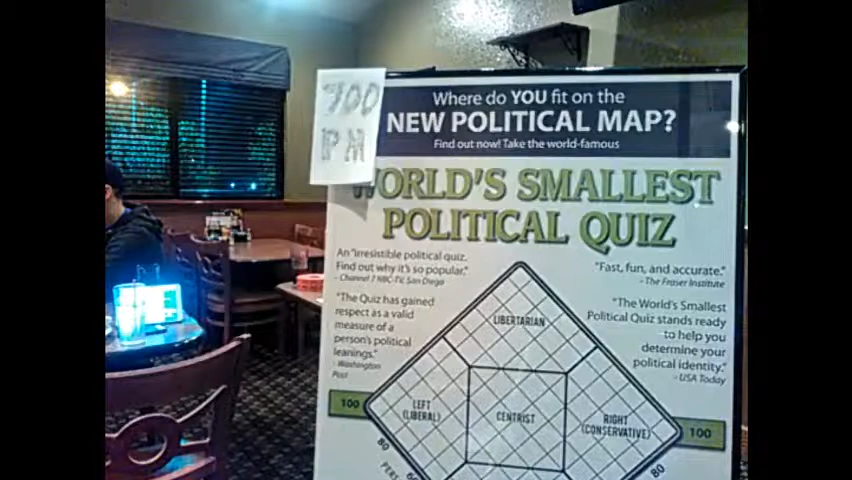 700
PM
Where do YOU fit on the
NEW POLITICAL MAP?
Find out now! Take the world-famous
WORLD'S SMALLEST
POLITICAL QUIZ
An "irresistible political quiz.
Find out why it's so popular,"
- Channel 7 NBC-TV, San Diego
"The Quiz has gained
respect as a valid
measure of a
person's political
leanings."
- Washington
Post
"Fast, fun, and accurate."
- The Fraser Institute
"The World's Smallest
Political Quiz stands ready
to help you
determine your
political identity."
- USA Today
LIBERTARIAN
LEFT
(LIBERAL)
CENTRIST
RIGHT
(CONSERVATIVE)
100
100
80
80
PERS